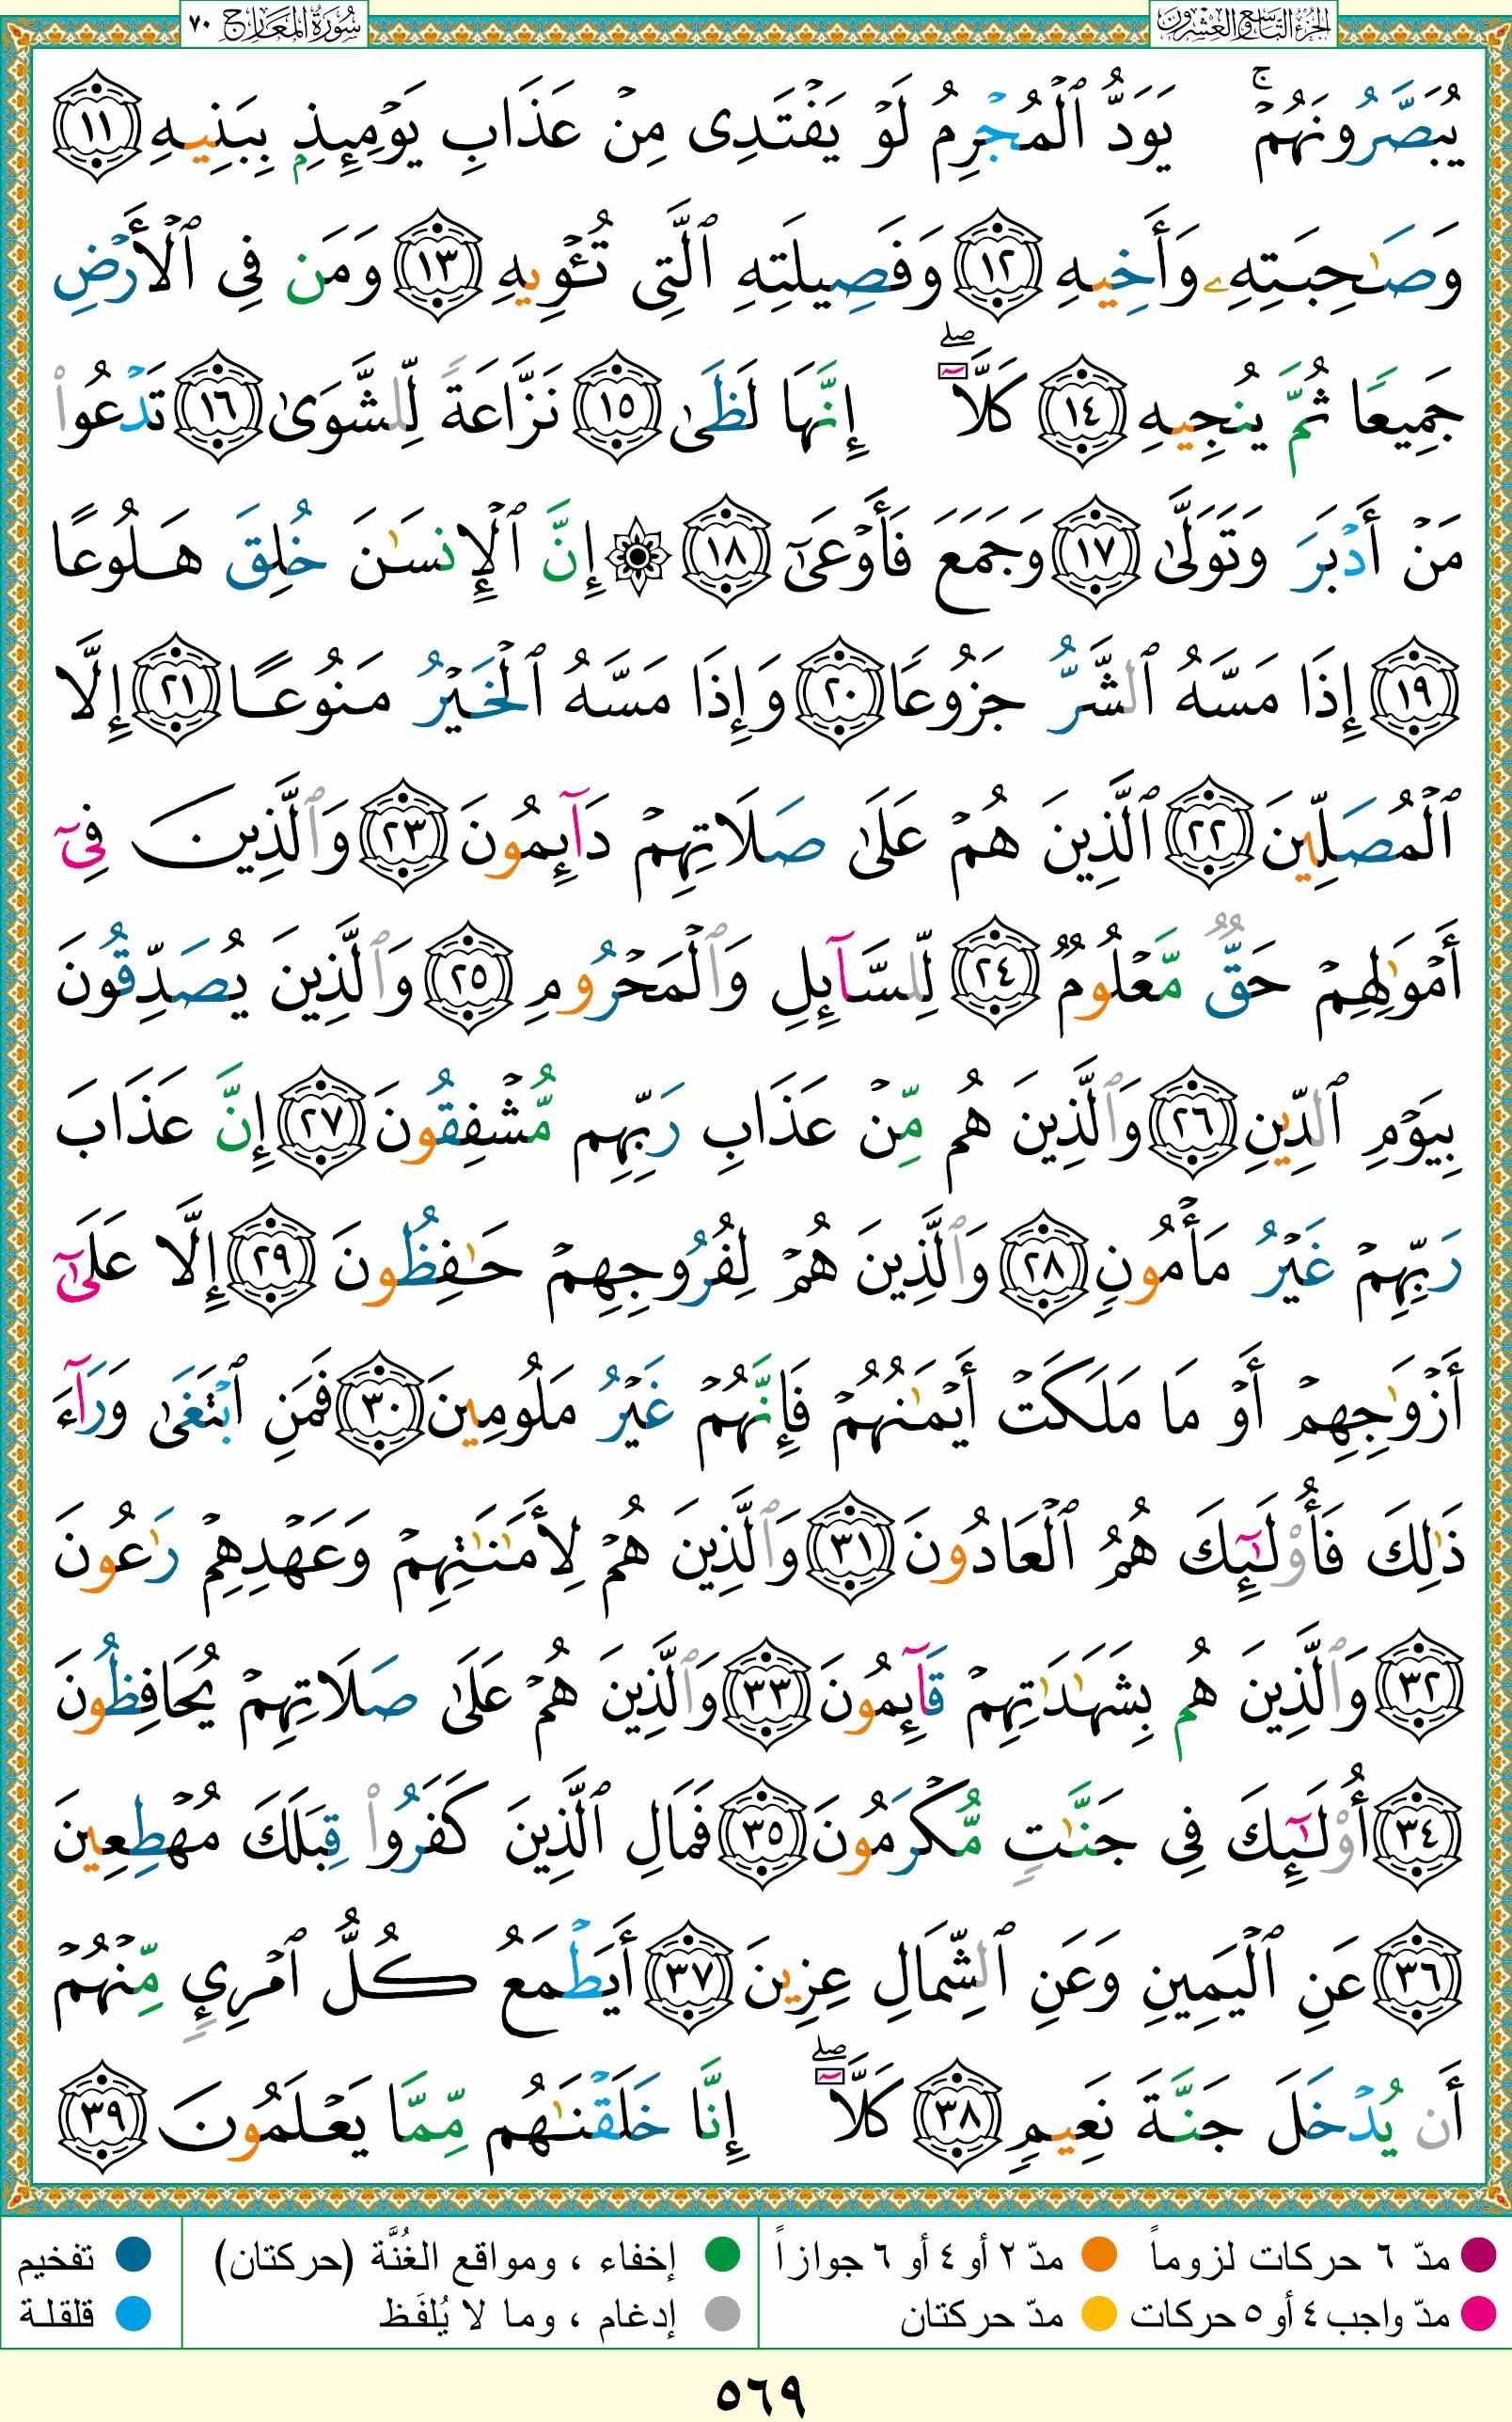 الجزء التاسع والعشرون
سورة المعارج ٧٠
يُبَصَّرُونَهُمْ ۚ يَوَدُّ ٱلْمُجْرِمُ لَوْ يَفْتَدِى مِنْ عَذَابِ يَوْمِئِذٍۭ بِبَنِيهِ ١١
وَصَٰحِبَتِهِۦ وَأَخِيهِ ١٢ وَفَصِيلَتِهِ ٱلَّتِى تُـْٔوِيهِ ١٣ وَمَن فِى ٱلْأَرْضِ
جَمِيعًا ثُمَّ يُنجِيهِ ١٤ كَلَّآ ۖ إِنَّهَا لَظَىٰ ١٥ نَزَّاعَةً لِّلشَّوَىٰ ١٦ تَدْعُوا۟
مَنْ أَدْبَرَ وَتَوَلَّىٰ ١٧ وَجَمَعَ فَأَوْعَىٰٓ ١٨ ۞ إِنَّ ٱلْإِنسَٰنَ خُلِقَ هَلُوعًا
١٩ إِذَا مَسَّهُ ٱلشَّرُّ جَزُوعًا ٢٠ وَإِذَا مَسَّهُ ٱلْخَيْرُ مَنُوعًا ٢١ إِلَّا
ٱلْمُصَلِّينَ ٢٢ ٱلَّذِينَ هُمْ عَلَىٰ صَلَاتِهِمْ دَآئِمُونَ ٢٣ وَٱلَّذِينَ فِىٓ
أَمْوَٰلِهِمْ حَقٌّ مَّعْلُومٌ ٢٤ لِّلسَّآئِلِ وَٱلْمَحْرُومِ ٢٥ وَٱلَّذِينَ يُصَدِّقُونَ
بِيَوْمِ ٱلدِّينِ ٢٦ وَٱلَّذِينَ هُم مِّنْ عَذَابِ رَبِّهِم مُّشْفِقُونَ ٢٧ إِنَّ عَذَابَ
رَبِّهِمْ غَيْرُ مَأْمُونٍ ٢٨ وَٱلَّذِينَ هُمْ لِفُرُوجِهِمْ حَٰفِظُونَ ٢٩ إِلَّا عَلَىٰٓ
أَزْوَٰجِهِمْ أَوْ مَا مَلَكَتْ أَيْمَٰنُهُمْ فَإِنَّهُمْ غَيْرُ مَلُومِينَ ٣٠ فَمَنِ ٱبْتَغَىٰ وَرَآءَ
ذَٰلِكَ فَأُو۟لَٰٓئِكَ هُمُ ٱلْعَادُونَ ٣١ وَٱلَّذِينَ هُمْ لِأَمَٰنَٰتِهِمْ وَعَهْدِهِمْ رَٰعُونَ
٣٢ وَٱلَّذِينَ هُم بِشَهَٰدَٰتِهِمْ قَآئِمُونَ ٣٣ وَٱلَّذِينَ هُمْ عَلَىٰ صَلَاتِهِمْ يُحَافِظُونَ
٣٤ أُو۟لَٰٓئِكَ فِى جَنَّٰتٍ مُّكْرَمُونَ ٣٥ فَمَالِ ٱلَّذِينَ كَفَرُوا۟ قِبَلَكَ مُهْطِعِينَ
٣٦ عَنِ ٱلْيَمِينِ وَعَنِ ٱلشِّمَالِ عِزِينَ ٣٧ أَيَطْمَعُ كُلُّ ٱمْرِئٍ مِّنْهُمْ
أَن يُدْخَلَ جَنَّةَ نَعِيمٍ ٣٨ كَلَّآ ۖ إِنَّا خَلَقْنَٰهُم مِّمَّا يَعْلَمُونَ ٣٩
مدّ ٦ حركات لزوماً مدّ ٢ أو ٤ أو ٦ جوازاً إخفاء ، ومواقع الغُنَّة (حركتان) تفخيم
مدّ واجب ٤ أو ٥ حركات مدّ حركتان إدغام ، وما لا يُلفَظ قلقلة
٥٦٩